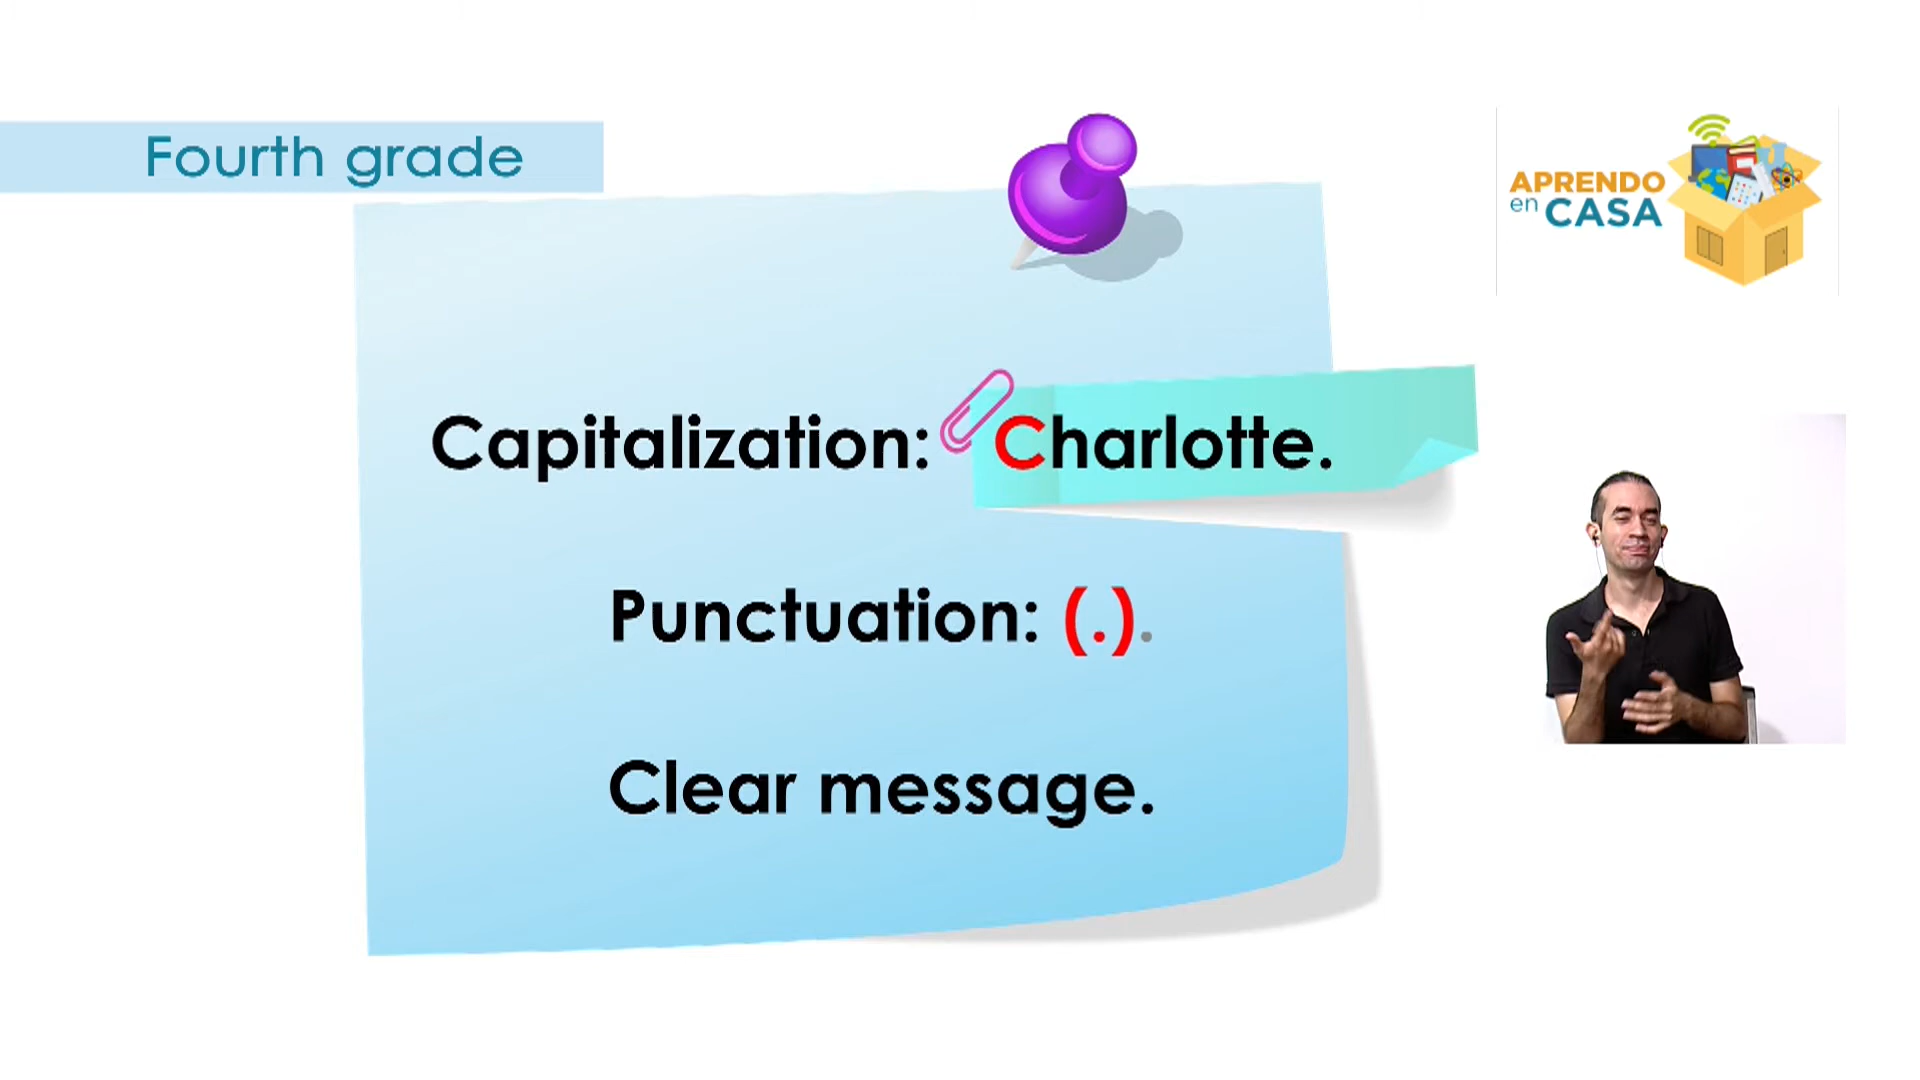 Fourth grade
APRENDO
en CASA
Capitalization: Charlotte.
Punctuation: (.).
Clear message.